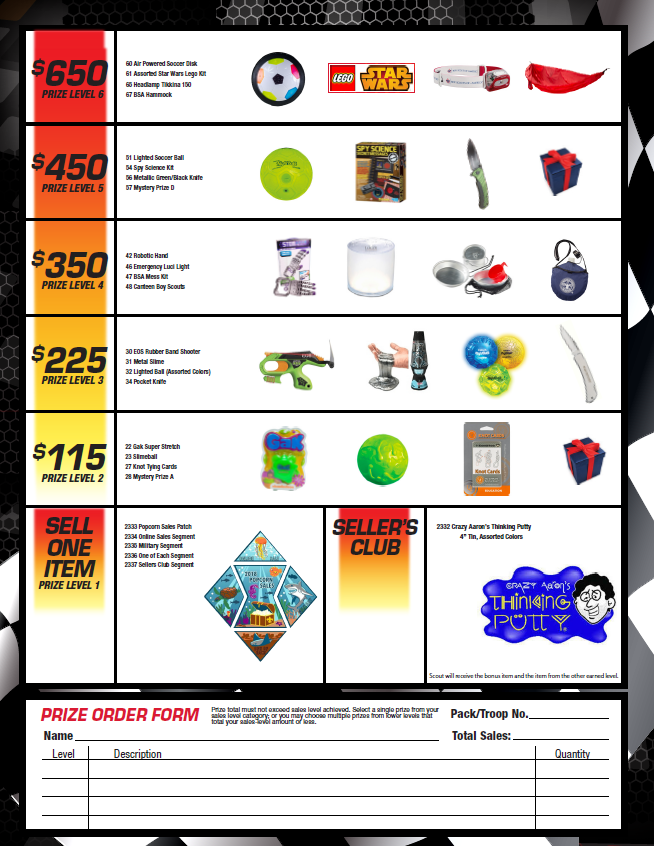 $650
PRIZE LEVEL 6
60 Air Powered Soccer Disk
61 Assorted Star Wars Lego Kit
65 Headlamp Tikkina 150
67 BSA Hammock
LEGO STAR WARS
$450
PRIZE LEVEL 5
51 Lighted Soccer Ball
54 Spy Science Kit
56 Metallic Green/Black Knife
57 Mystery Prize D
SPY SCIENCE
$350
PRIZE LEVEL 4
42 Robotic Hand
46 Emergency Luci Light
47 BSA Mess Kit
48 Canteen Boy Scouts
$225
PRIZE LEVEL 3
30 EOS Rubber Band Shooter
31 Metal Slime
32 Lighted Ball (Assorted Colors)
34 Pocket Knife
$115
PRIZE LEVEL 2
22 Gak Super Stretch
23 Slimeball
27 Knot Tying Cards
28 Mystery Prize A
Gak
Knot Cards
SELL
ONE
ITEM
PRIZE LEVEL 1
2333 Popcorn Sales Patch
2334 Online Sales Segment
2335 Military Segment
2336 One of Each Segment
2337 Sellers Club Segment
2018
POPCORN
SALES
SELLER'S
CLUB
2332 Crazy Aaron's Thinking Putty
4" Tin, Assorted Colors
CRAZY AARON'S
THINKING
PUTTY
Scout will receive the bonus item and the item from the other earned level.
PRIZE ORDER FORM
Prize total must not exceed sales level achieved. Select a single prize from your
sales level category; or you may choose multiple prizes from lower levels that
total your sales-level amount or less.
Pack/Troop No.
Name
Total Sales:
Level Description Quantity